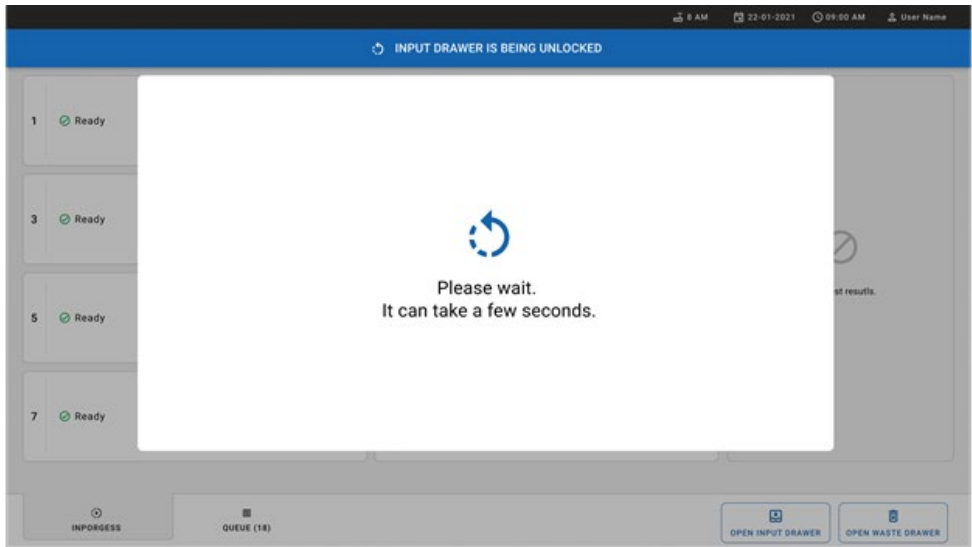 8 AM 22-01-2021 09:00 AM User Name
INPUT DRAWER IS BEING UNLOCKED
1 Ready
3 Ready
5 Ready
7 Ready
Please wait.
It can take a few seconds.
st resutls.
INPORGESS
QUEUE (18)
OPEN INPUT DRAWER
OPEN WASTE DRAWER